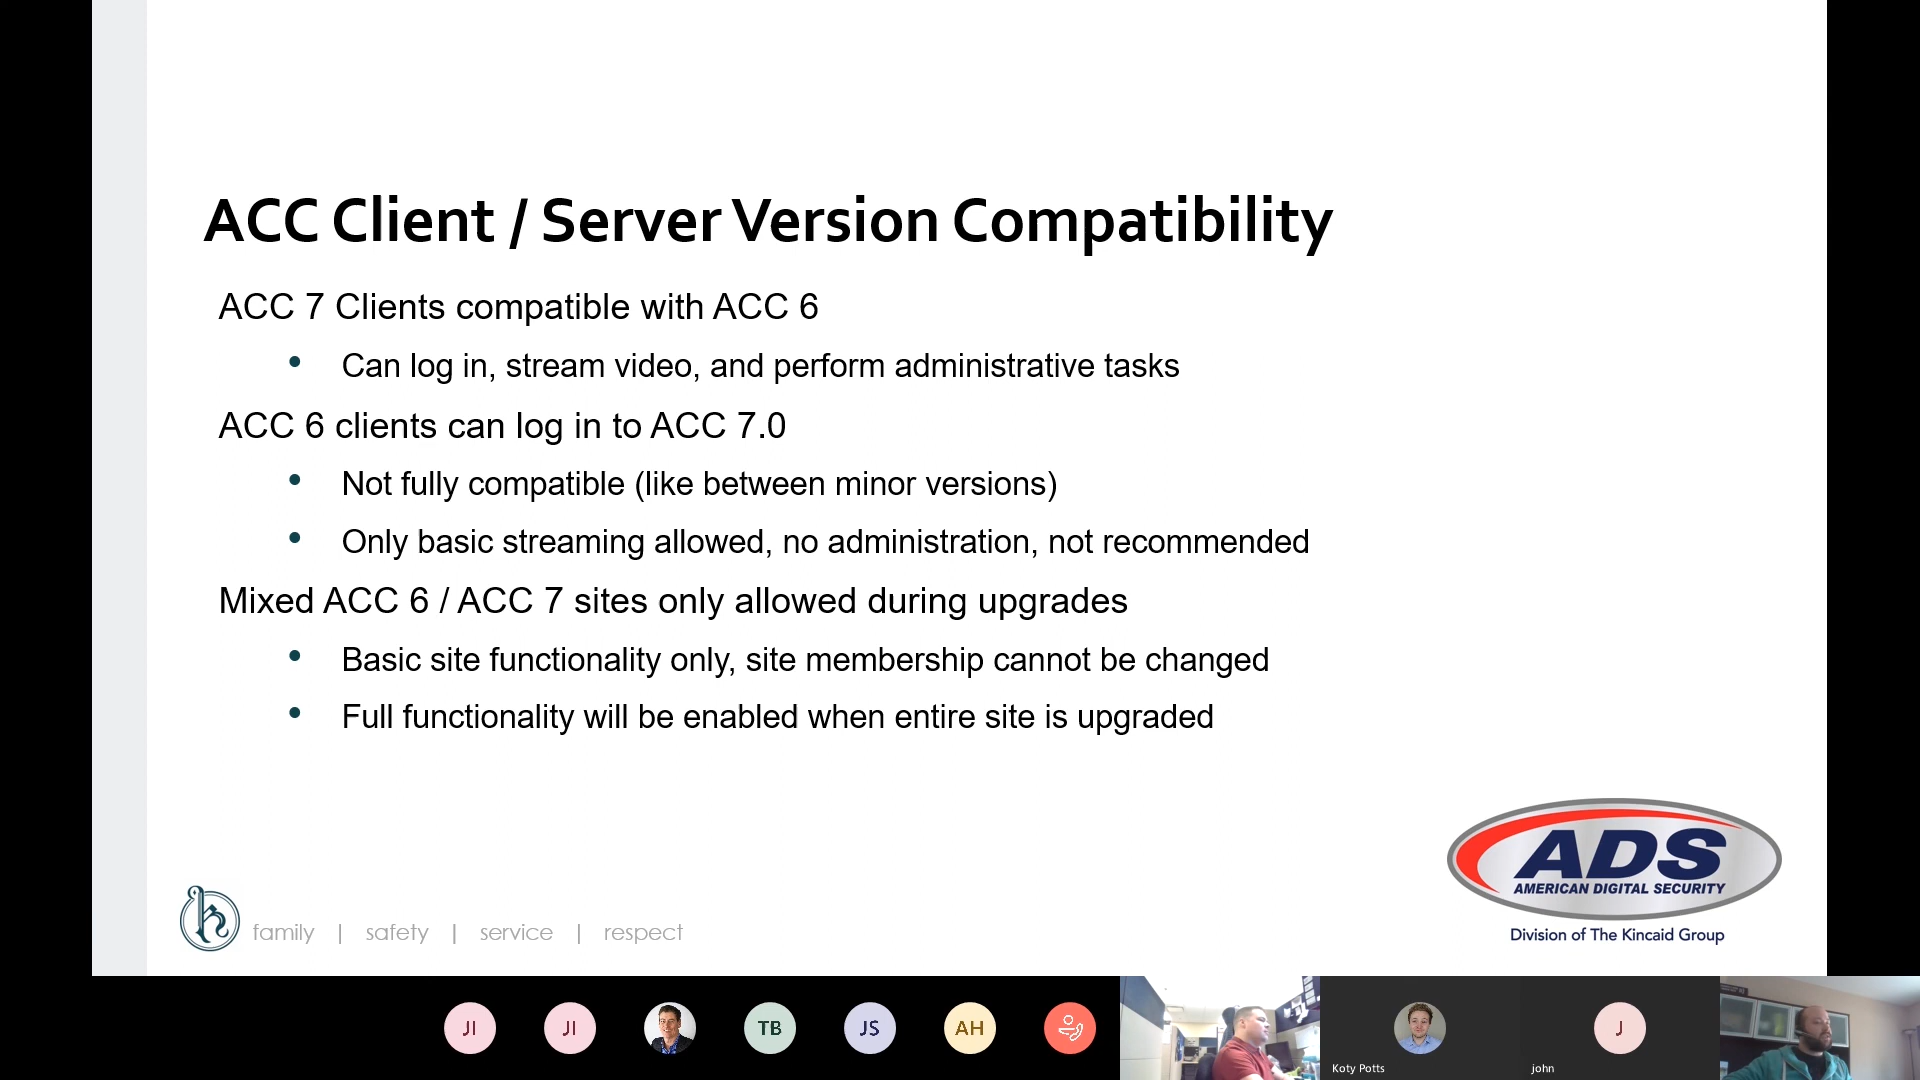 ACC Client / Server Version Compatibility
ACC 7 Clients compatible with ACC 6
• Can log in, stream video, and perform administrative tasks
ACC 6 clients can log in to ACC 7.0
• Not fully compatible (like between minor versions)
• Only basic streaming allowed, no administration, not recommended
Mixed ACC 6 / ACC 7 sites only allowed during upgrades
• Basic site functionality only, site membership cannot be changed
• Full functionality will be enabled when entire site is upgraded
ADS
AMERICAN DIGITAL SECURITY
Division of The Kincaid Group
h family | safety | service | respect
JI JI TB JS AH J
Koty Potts john